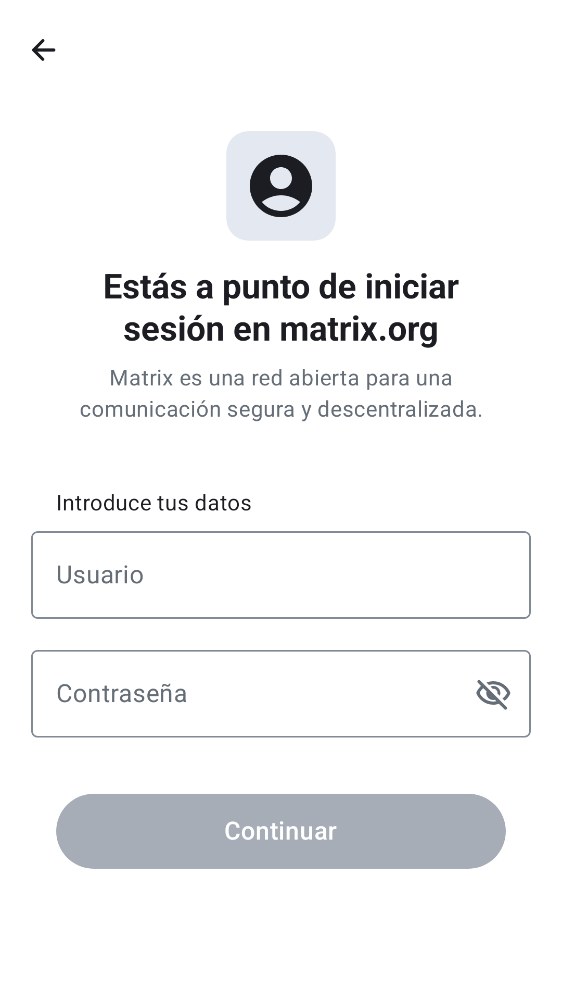 Estás a punto de iniciar
sesión en matrix.org
Matrix es una red abierta para una
comunicación segura y descentralizada.
Introduce tus datos
Usuario
Contraseña
Continuar